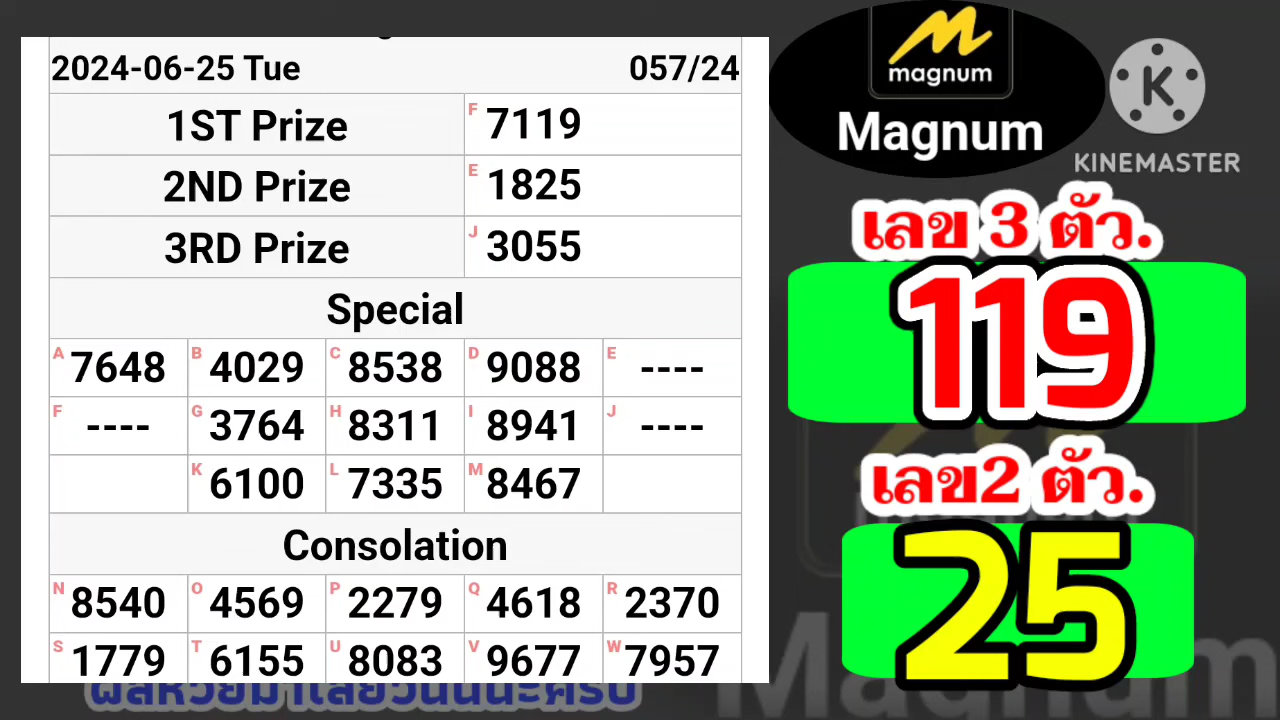 2024-06-25 Tue 057/24
1ST Prize F 7119
2ND Prize E 1825
3RD Prize J 3055
Special
A 7648 B 4029 C 8538 D 9088 E ----
F ---- G 3764 H 8311 I 8941 J ----
K 6100 L 7335 M 8467
Consolation
N 8540 O 4569 P 2279 Q 4618 R 2370
S 1779 T 6155 U 8083 V 9677 W 7957
magnum
Magnum
K
KINEMASTER
เลข 3 ตัว.
119
เลข2 ตัว.
25
Magnum